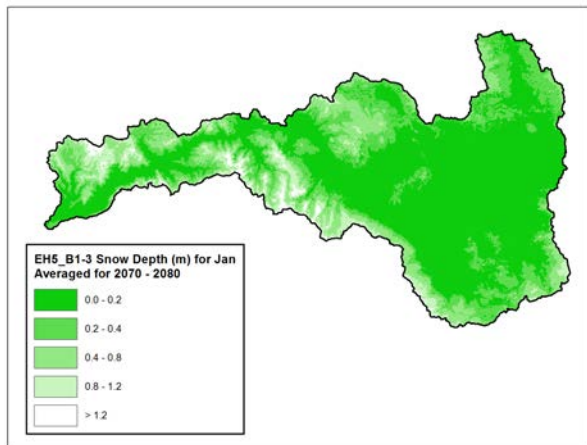 EH5_B1-3 Snow Depth (m) for Jan
Averaged for 2070 - 2080
0.0 - 0.2
0.2 - 0.4
0.4 - 0.8
0.8 - 1.2
> 1.2